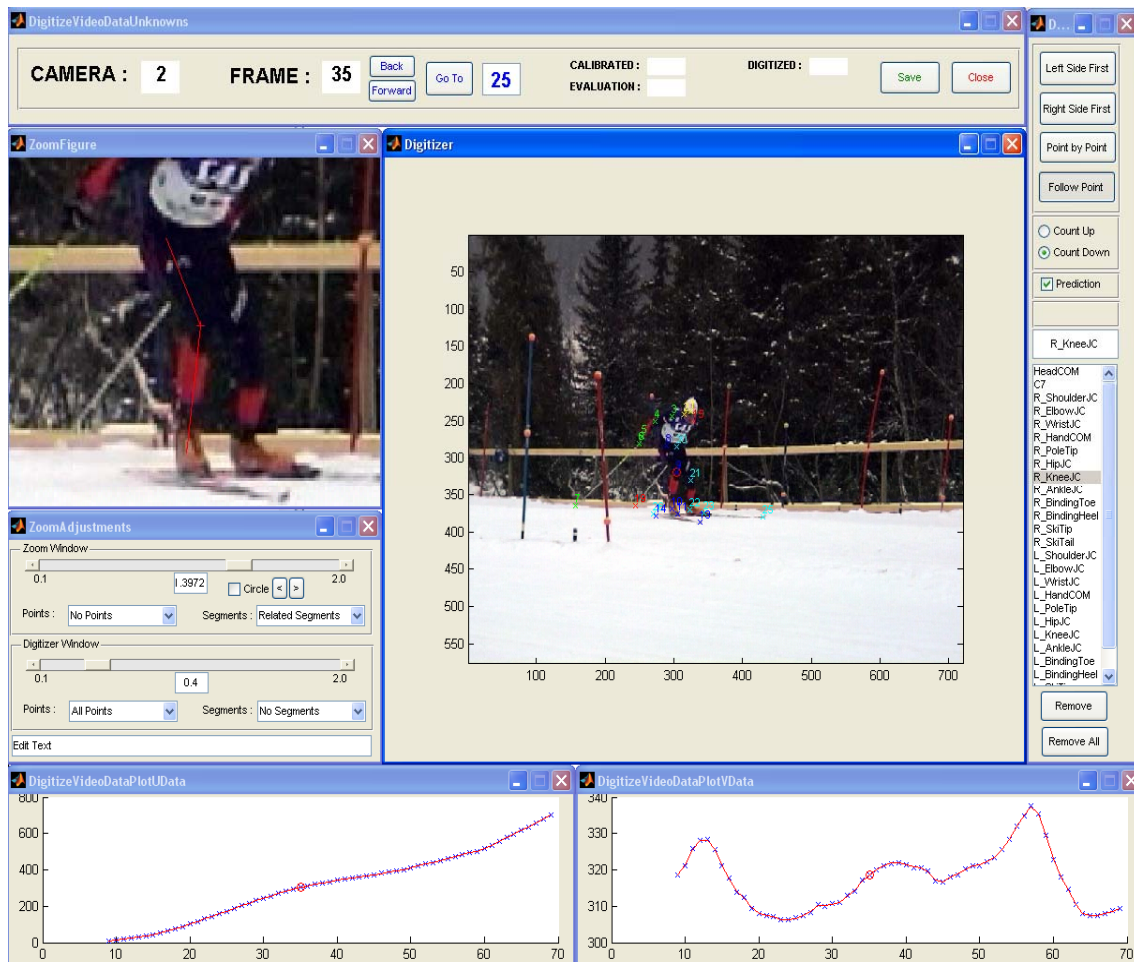 DigitizeVideoDataUnknowns
CAMERA : 2
FRAME : 35
Back
Forward
Go To
25
CALIBRATED :
EVALUATION :
DIGITIZED :
Save
Close
D...
Left Side First
Right Side First
Point by Point
Follow Point
Count Up
Count Down
Prediction
R_KneeJC
HeadCOM
C7
R_ShoulderJC
R_ElbowJC
R_WristJC
R_HandCOM
R_PoleTip
R_HipJC
R_KneeJC
R_AnkleJC
R_BindingToe
R_BindingHeel
R_SkiTip
R_SkiTail
L_ShoulderJC
L_ElbowJC
L_WristJC
L_HandCOM
L_PoleTip
L_HipJC
L_KneeJC
L_AnkleJC
L_BindingToe
L_BindingHeel
Remove
Remove All
ZoomFigure
Digitizer
50
100
150
200
250
300
350
400
450
500
550
100 200 300 400 500 600 700
21
14
ZoomAdjustments
Zoom Window
0.1 2.0
.3972
Circle < >
Points : No Points
Segments : Related Segments
Digitizer Window
0.1 2.0
0.4
Points : All Points
Segments : No Segments
Edit Text
DigitizeVideoDataPlotUData
800
600
400
200
0
0 10 20 30 40 50 60 70
DigitizeVideoDataPlotVData
340
330
320
310
300
0 10 20 30 40 50 60 70